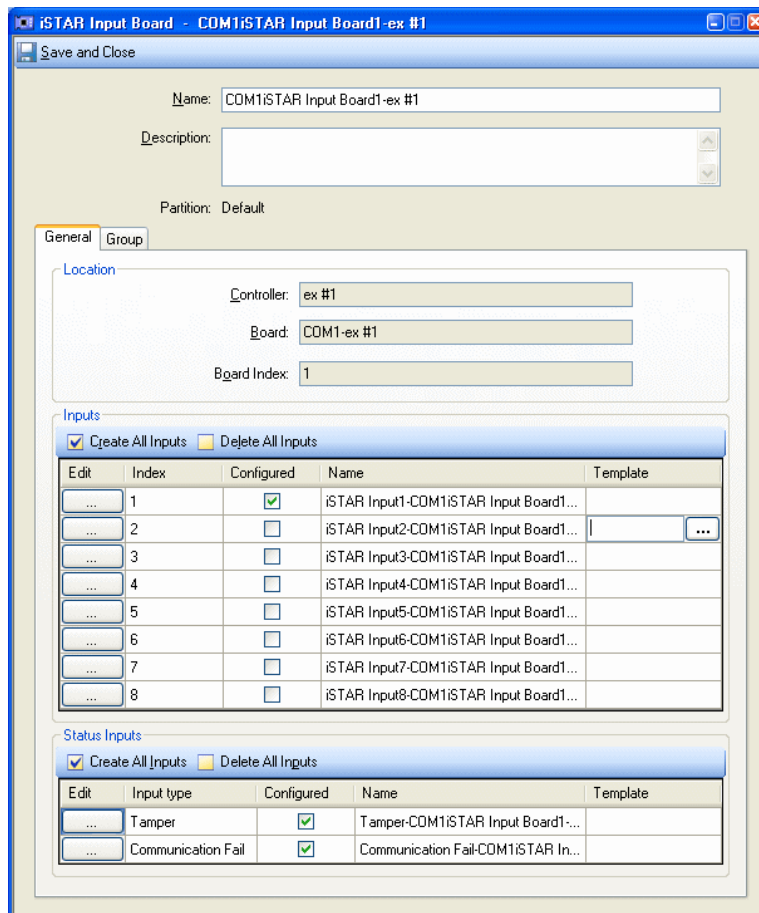 iSTAR Input Board - COM1iSTAR Input Board1-ex #1
Save and Close
Name: COM1iSTAR Input Board1-ex #1
Description:
Partition: Default
General Group
Location
Controller: ex #1
Board: COM1-ex #1
Board Index: 1
Inputs
Create All Inputs Delete All Inputs
Edit Index Configured Name Template
... 1 iSTAR Input1-COM1iSTAR Input Board1...
... 2 iSTAR Input2-COM1iSTAR Input Board1... ...
... 3 iSTAR Input3-COM1iSTAR Input Board1...
... 4 iSTAR Input4-COM1iSTAR Input Board1...
... 5 iSTAR Input5-COM1iSTAR Input Board1...
... 6 iSTAR Input6-COM1iSTAR Input Board1...
... 7 iSTAR Input7-COM1iSTAR Input Board1...
... 8 iSTAR Input8-COM1iSTAR Input Board1...
Status Inputs
Create All Inputs Delete All Inputs
Edit Input type Configured Name Template
... Tamper Tamper-COM1iSTAR Input Board1-...
... Communication Fail Communication Fail-COM1iSTAR In...